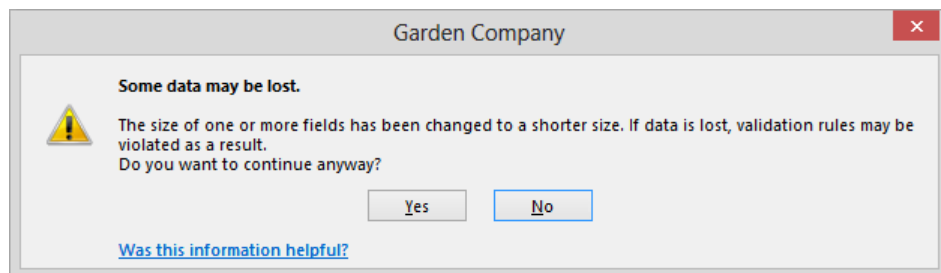 Garden Company
Some data may be lost.
The size of one or more fields has been changed to a shorter size. If data is lost, validation rules may be
violated as a result.
Do you want to continue anyway?
Yes No
Was this information helpful?